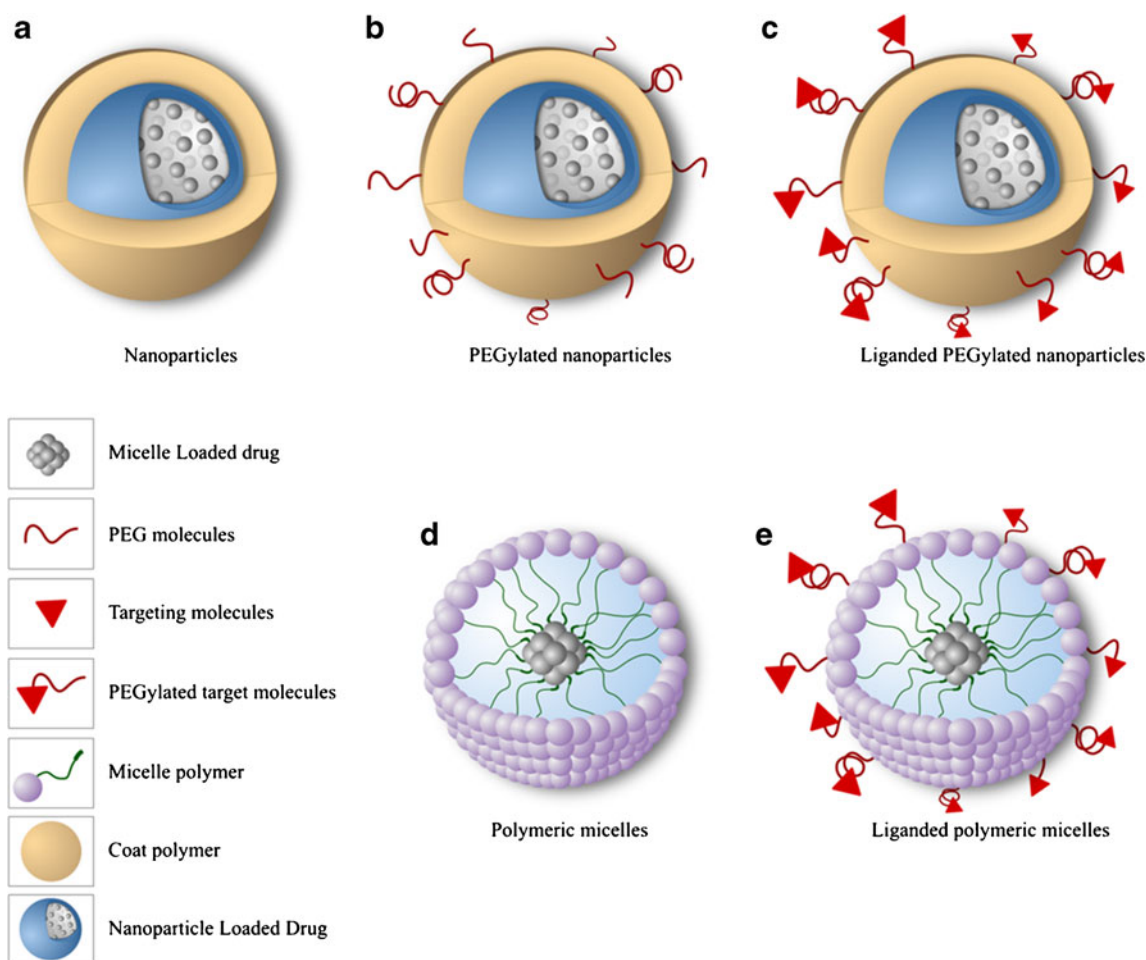 a
b
c
Nanoparticles
PEGylated nanoparticles
Liganded PEGylated nanoparticles
Micelle Loaded drug
PEG molecules
Targeting molecules
PEGylated target molecules
Micelle polymer
Coat polymer
Nanoparticle Loaded Drug
d
e
Polymeric micelles
Liganded polymeric micelles